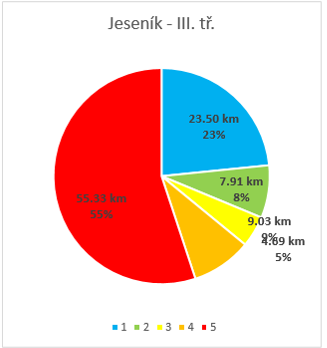 Jeseník - III. tř.
23.50 km
23%
7.91 km
8%
9.03 km
9%
4.69 km
5%
55.33 km
55%
1 2 3 4 5